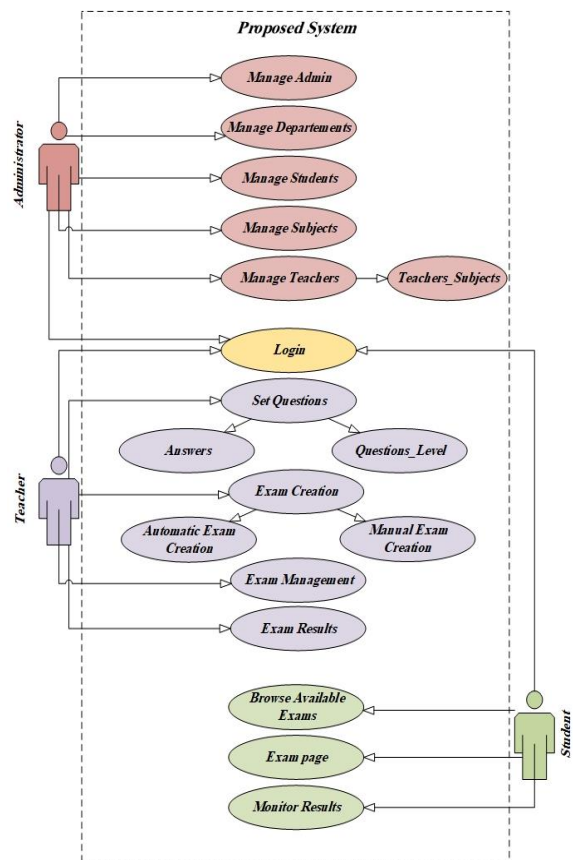 Proposed System
Manage Admin
Manage Departements
Administrator
Manage Students
Manage Subjects
Manage Teachers
Teachers_Subjects
Login
Set Questions
Answers
Questions_Level
Teacher
Exam Creation
Automatic Exam
Creation
Manual Exam
Creation
Exam Management
Exam Results
Browse Available
Exams
Student
Exam page
Monitor Results